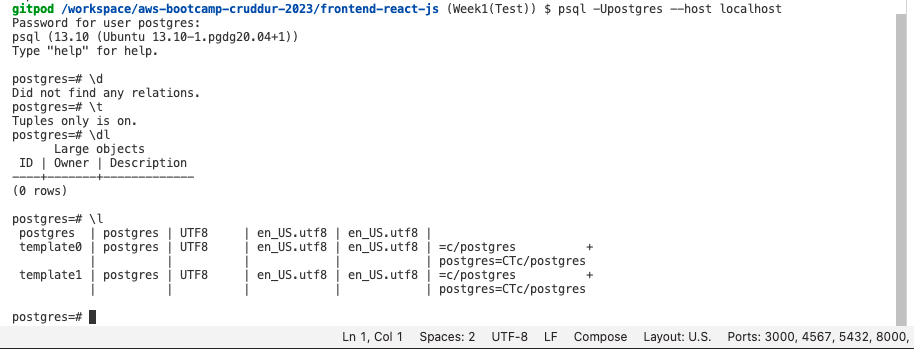 gitpod /workspace/aws-bootcamp-cruddur-2023/frontend-react-js (Week1(Test)) $ psql -Upostgres --host localhost
Password for user postgres:
psql (13.10 (Ubuntu 13.10-1.pgdg20.04+1))
Type "help" for help.
postgres=# \d
Did not find any relations.
postgres=# \t
Tuples only is on.
postgres=# \dl
      Large objects
 ID | Owner | Description
----+-------+-------------
(0 rows)
postgres=# \l
 postgres  | postgres | UTF8     | en_US.utf8 | en_US.utf8 |
 template0 | postgres | UTF8     | en_US.utf8 | en_US.utf8 | =c/postgres          +
           |          |          |            |            | postgres=CTc/postgres
 template1 | postgres | UTF8     | en_US.utf8 | en_US.utf8 | =c/postgres          +
           |          |          |            |            | postgres=CTc/postgres
postgres=#
Ln 1, Col 1 Spaces: 2 UTF-8 LF Compose Layout: U.S. Ports: 3000, 4567, 5432, 8000,